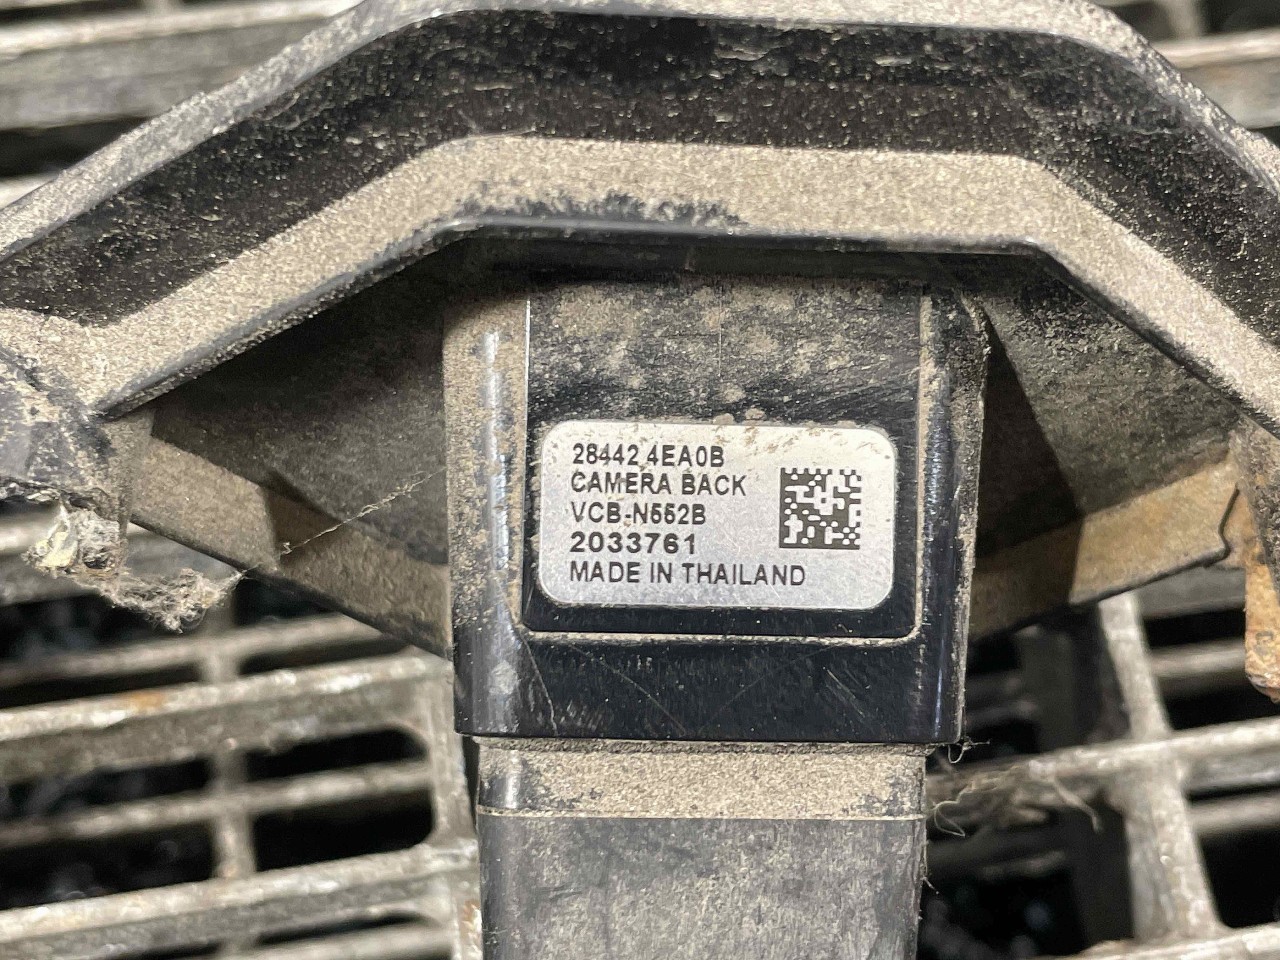 28442 4EA0B
CAMERA BACK
VCB-N552B
2033761
MADE IN THAILAND